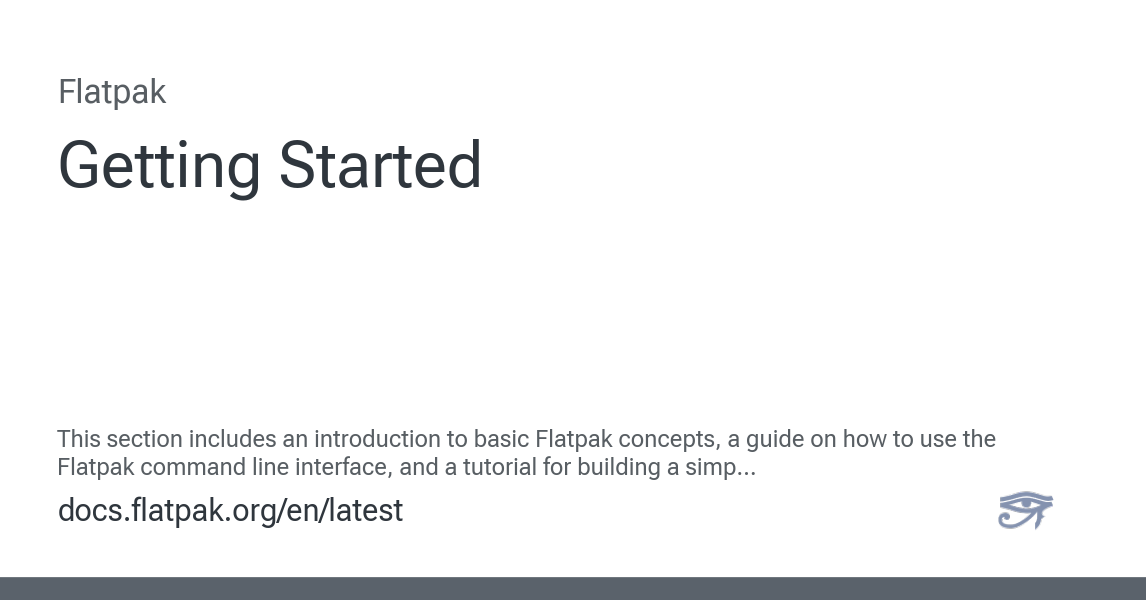 Flatpak
Getting Started
This section includes an introduction to basic Flatpak concepts, a guide on how to use the
Flatpak command line interface, and a tutorial for building a simp...
docs.flatpak.org/en/latest